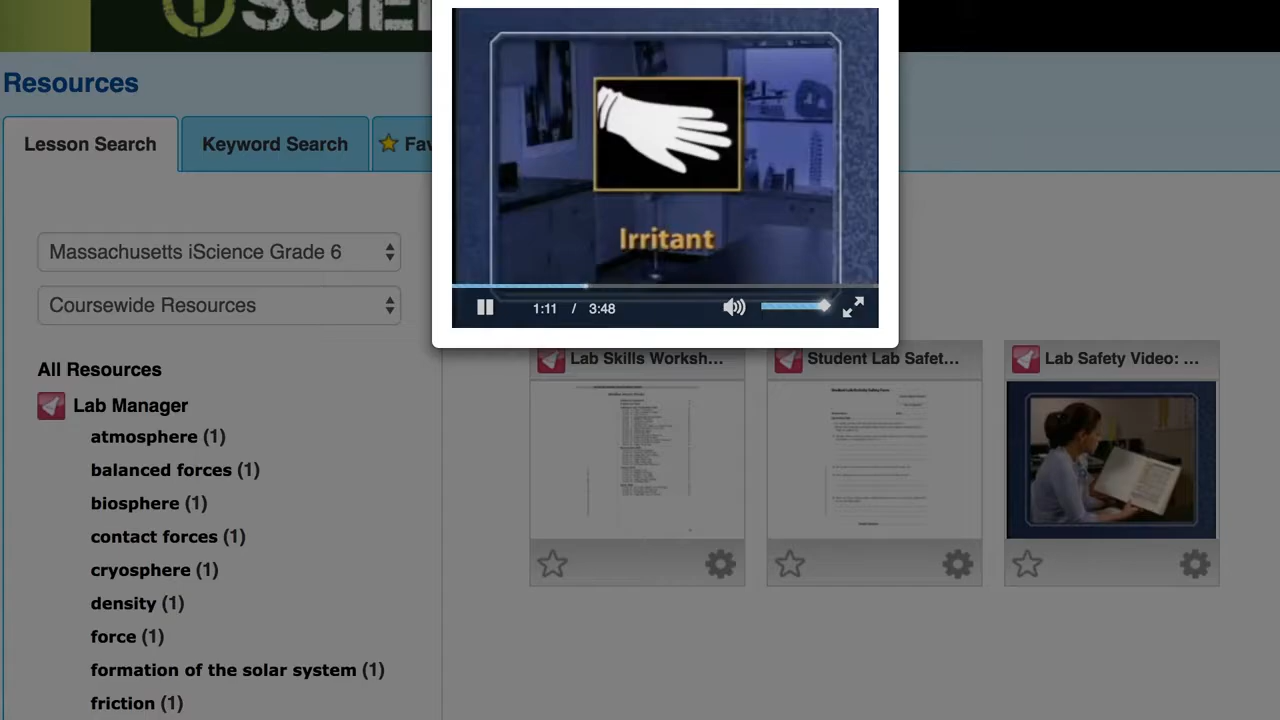 SCIE
Resources
Lesson Search
Keyword Search
Fav
Massachusetts iScience Grade 6
Coursewide Resources
All Resources
Lab Manager
atmosphere (1)
balanced forces (1)
biosphere (1)
contact forces (1)
cryosphere (1)
density (1)
force (1)
formation of the solar system (1)
friction (1)
Irritant
1:11 / 3:48
Lab Skills Worksh...
Student Lab Safet...
Lab Safety Video: ...